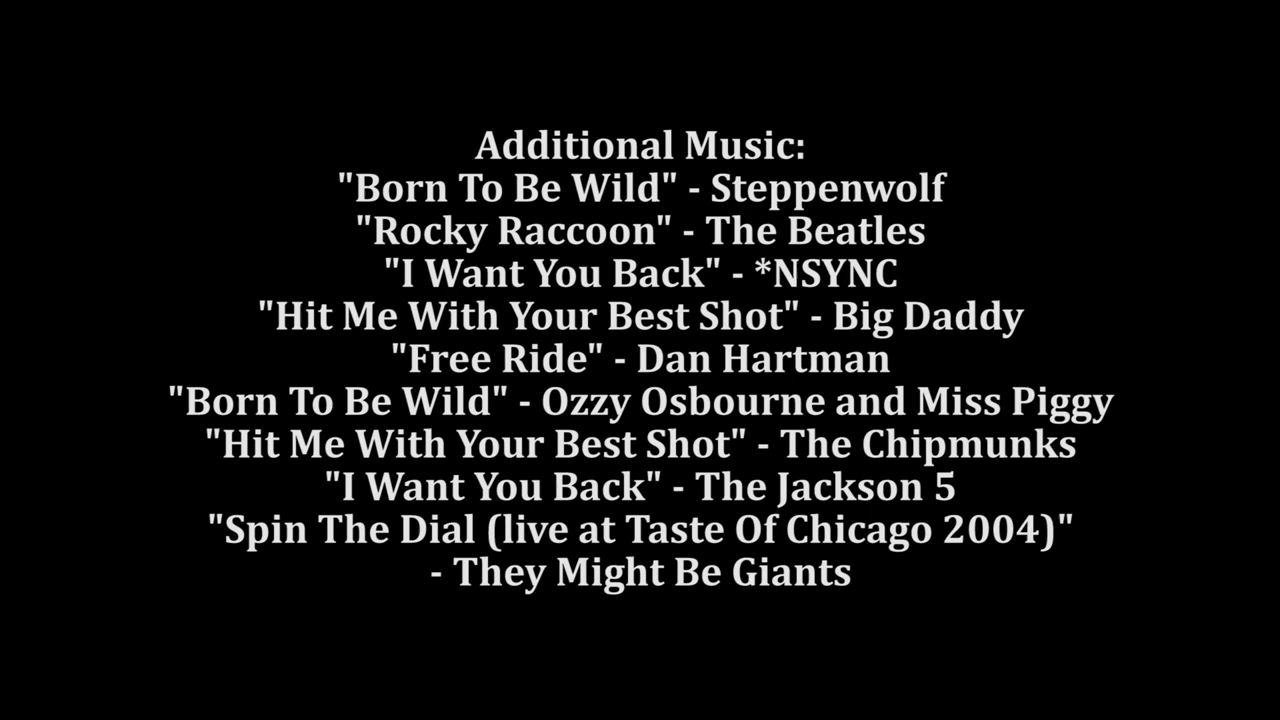 Additional Music:
"Born To Be Wild" - Steppenwolf
"Rocky Raccoon" - The Beatles
"I Want You Back" - *NSYNC
"Hit Me With Your Best Shot" - Big Daddy
"Free Ride" - Dan Hartman
"Born To Be Wild" - Ozzy Osbourne and Miss Piggy
"Hit Me With Your Best Shot" - The Chipmunks
"I Want You Back" - The Jackson 5
"Spin The Dial (live at Taste Of Chicago 2004)"
- They Might Be Giants